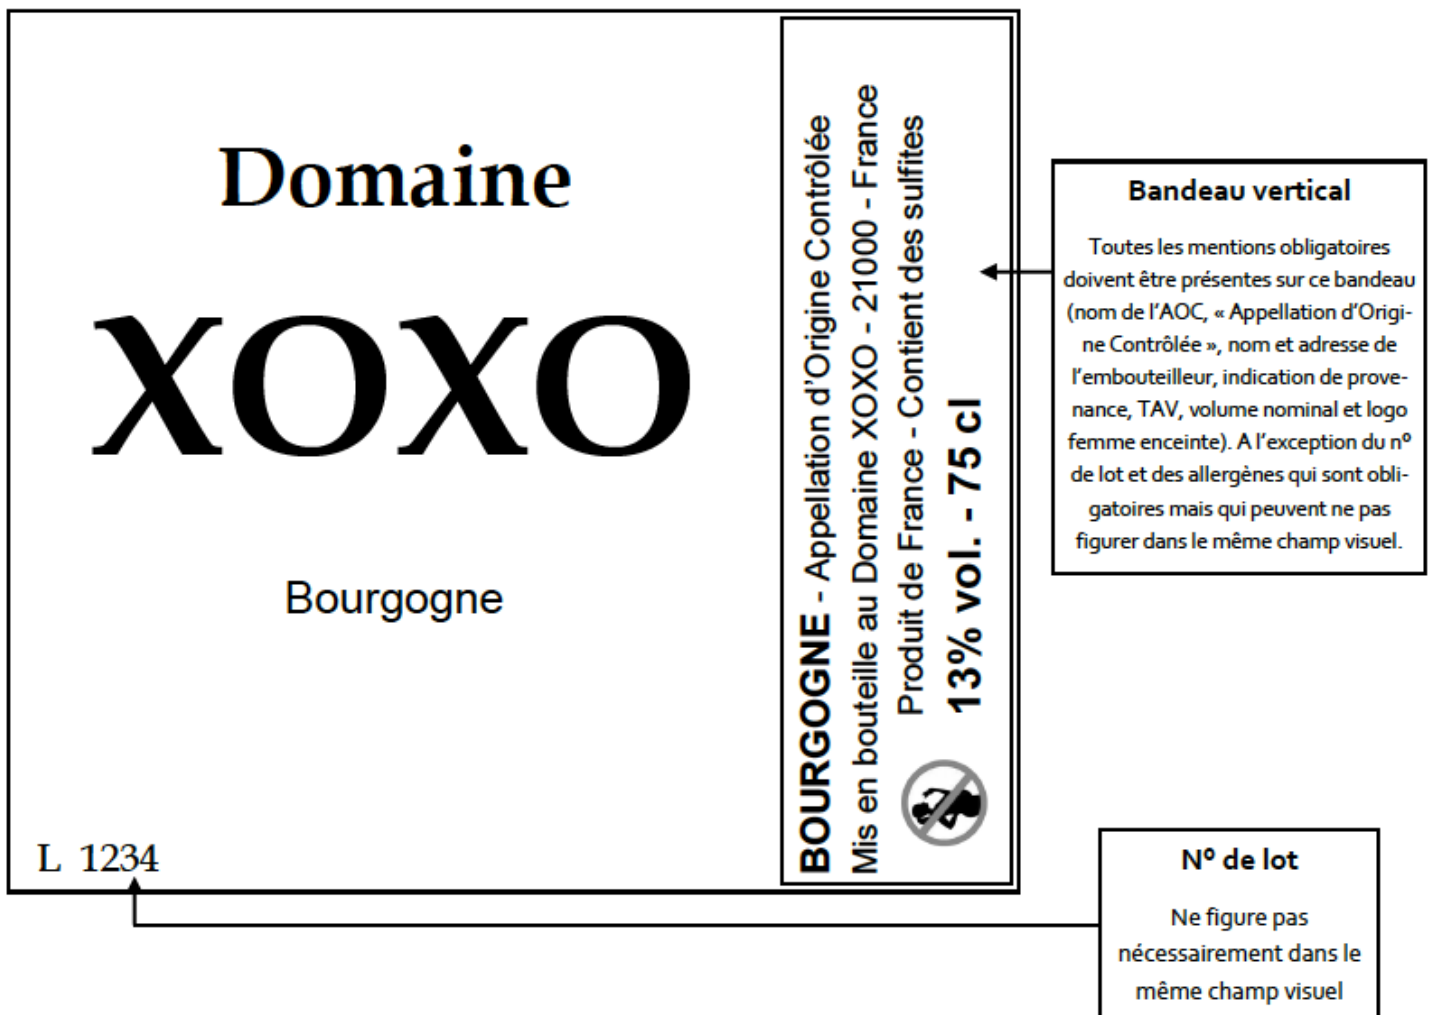 Domaine
XOXO
Bourgogne
L 1234
BOURGOGNE - Appellation d'Origine Contrôlée
Mis en bouteille au Domaine XOXO - 21000 - France
Produit de France - Contient des sulfites
13% vol. - 75 cl
Bandeau vertical
Toutes les mentions obligatoires
doivent être présentes sur ce bandeau
(nom de l'AOC, « Appellation d'Origi-
ne Contrôlée », nom et adresse de
l'embouteilleur, indication de prove-
nance, TAV, volume nominal et logo
femme enceinte). A l'exception du nº
de lot et des allergènes qui sont obli-
gatoires mais qui peuvent ne pas
figurer dans le même champ visuel.
Nº de lot
Ne figure pas
nécessairement dans le
même champ visuel